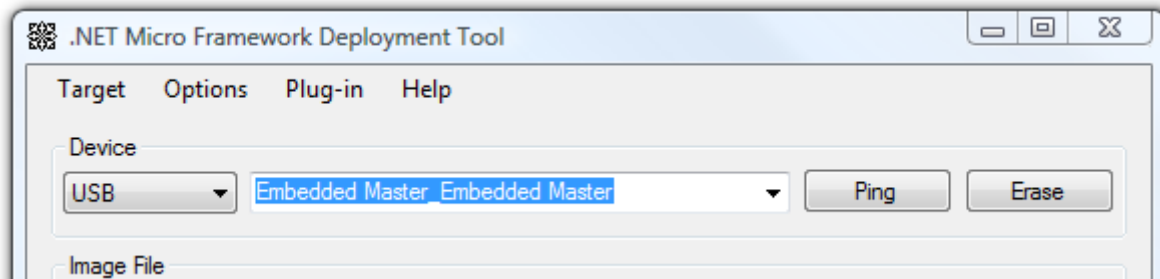 .NET Micro Framework Deployment Tool
Target Options Plug-in Help
Device
USB Embedded Master_Embedded Master Ping Erase
Image File